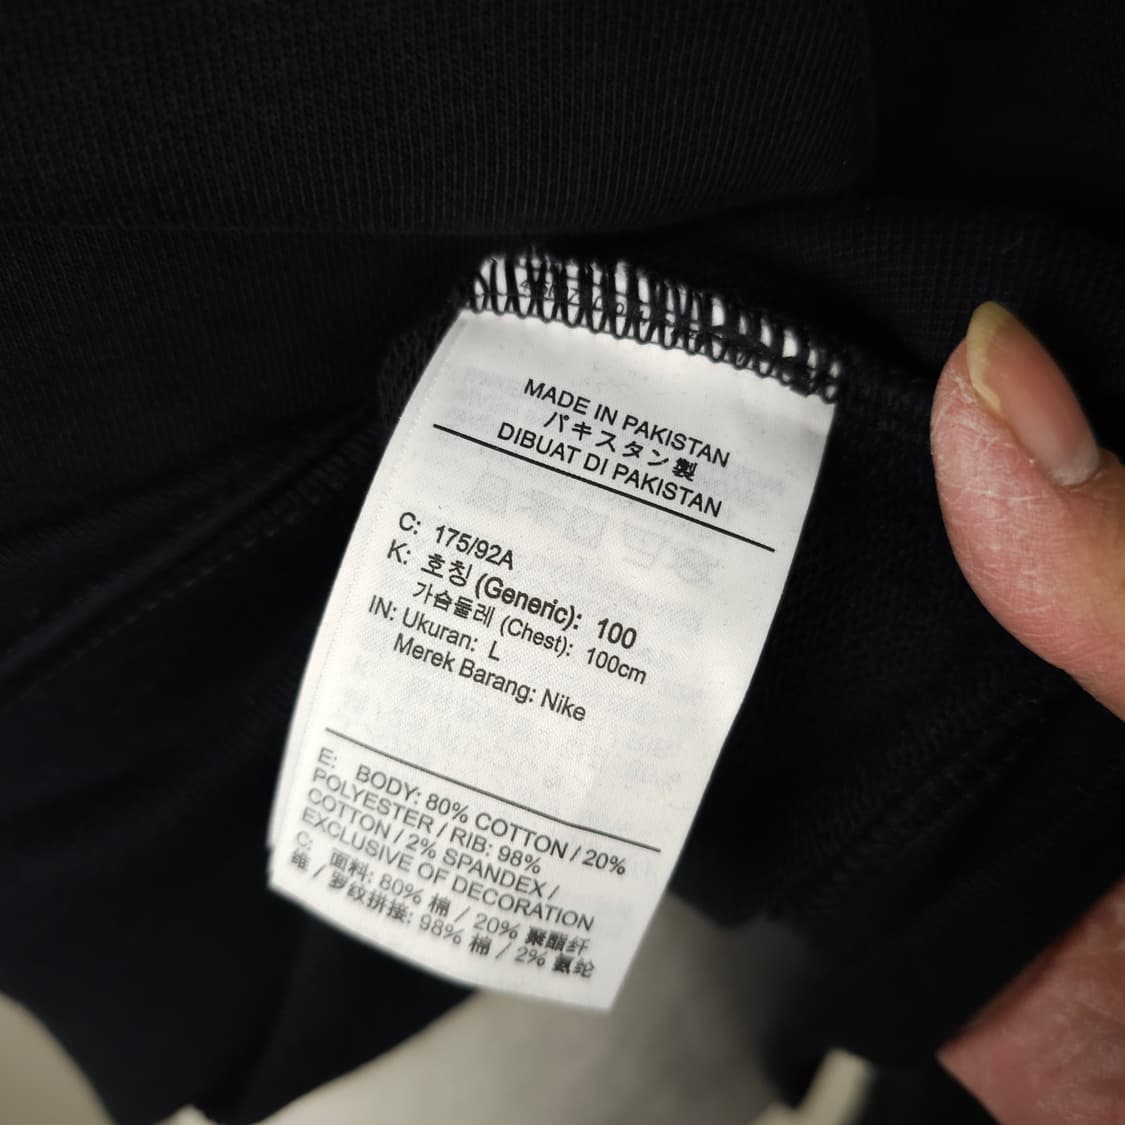 MADE IN PAKISTAN
パキスタン製
DIBUAT DI PAKISTAN
C: 175/92A
K: 호칭 (Generic): 100
가슴둘레 (Chest): 100cm
IN: Ukuran: L
Merek Barang: Nike
E: BODY: 80% COTTON / 20%
POLYESTER / RIB: 98%
COTTON / 2% SPANDEX /
EXCLUSIVE OF DECORATION
C: 面料: 80% 棉 / 20% 聚酯纤
维 / 罗纹拼接: 98% 棉 / 2% 氨纶